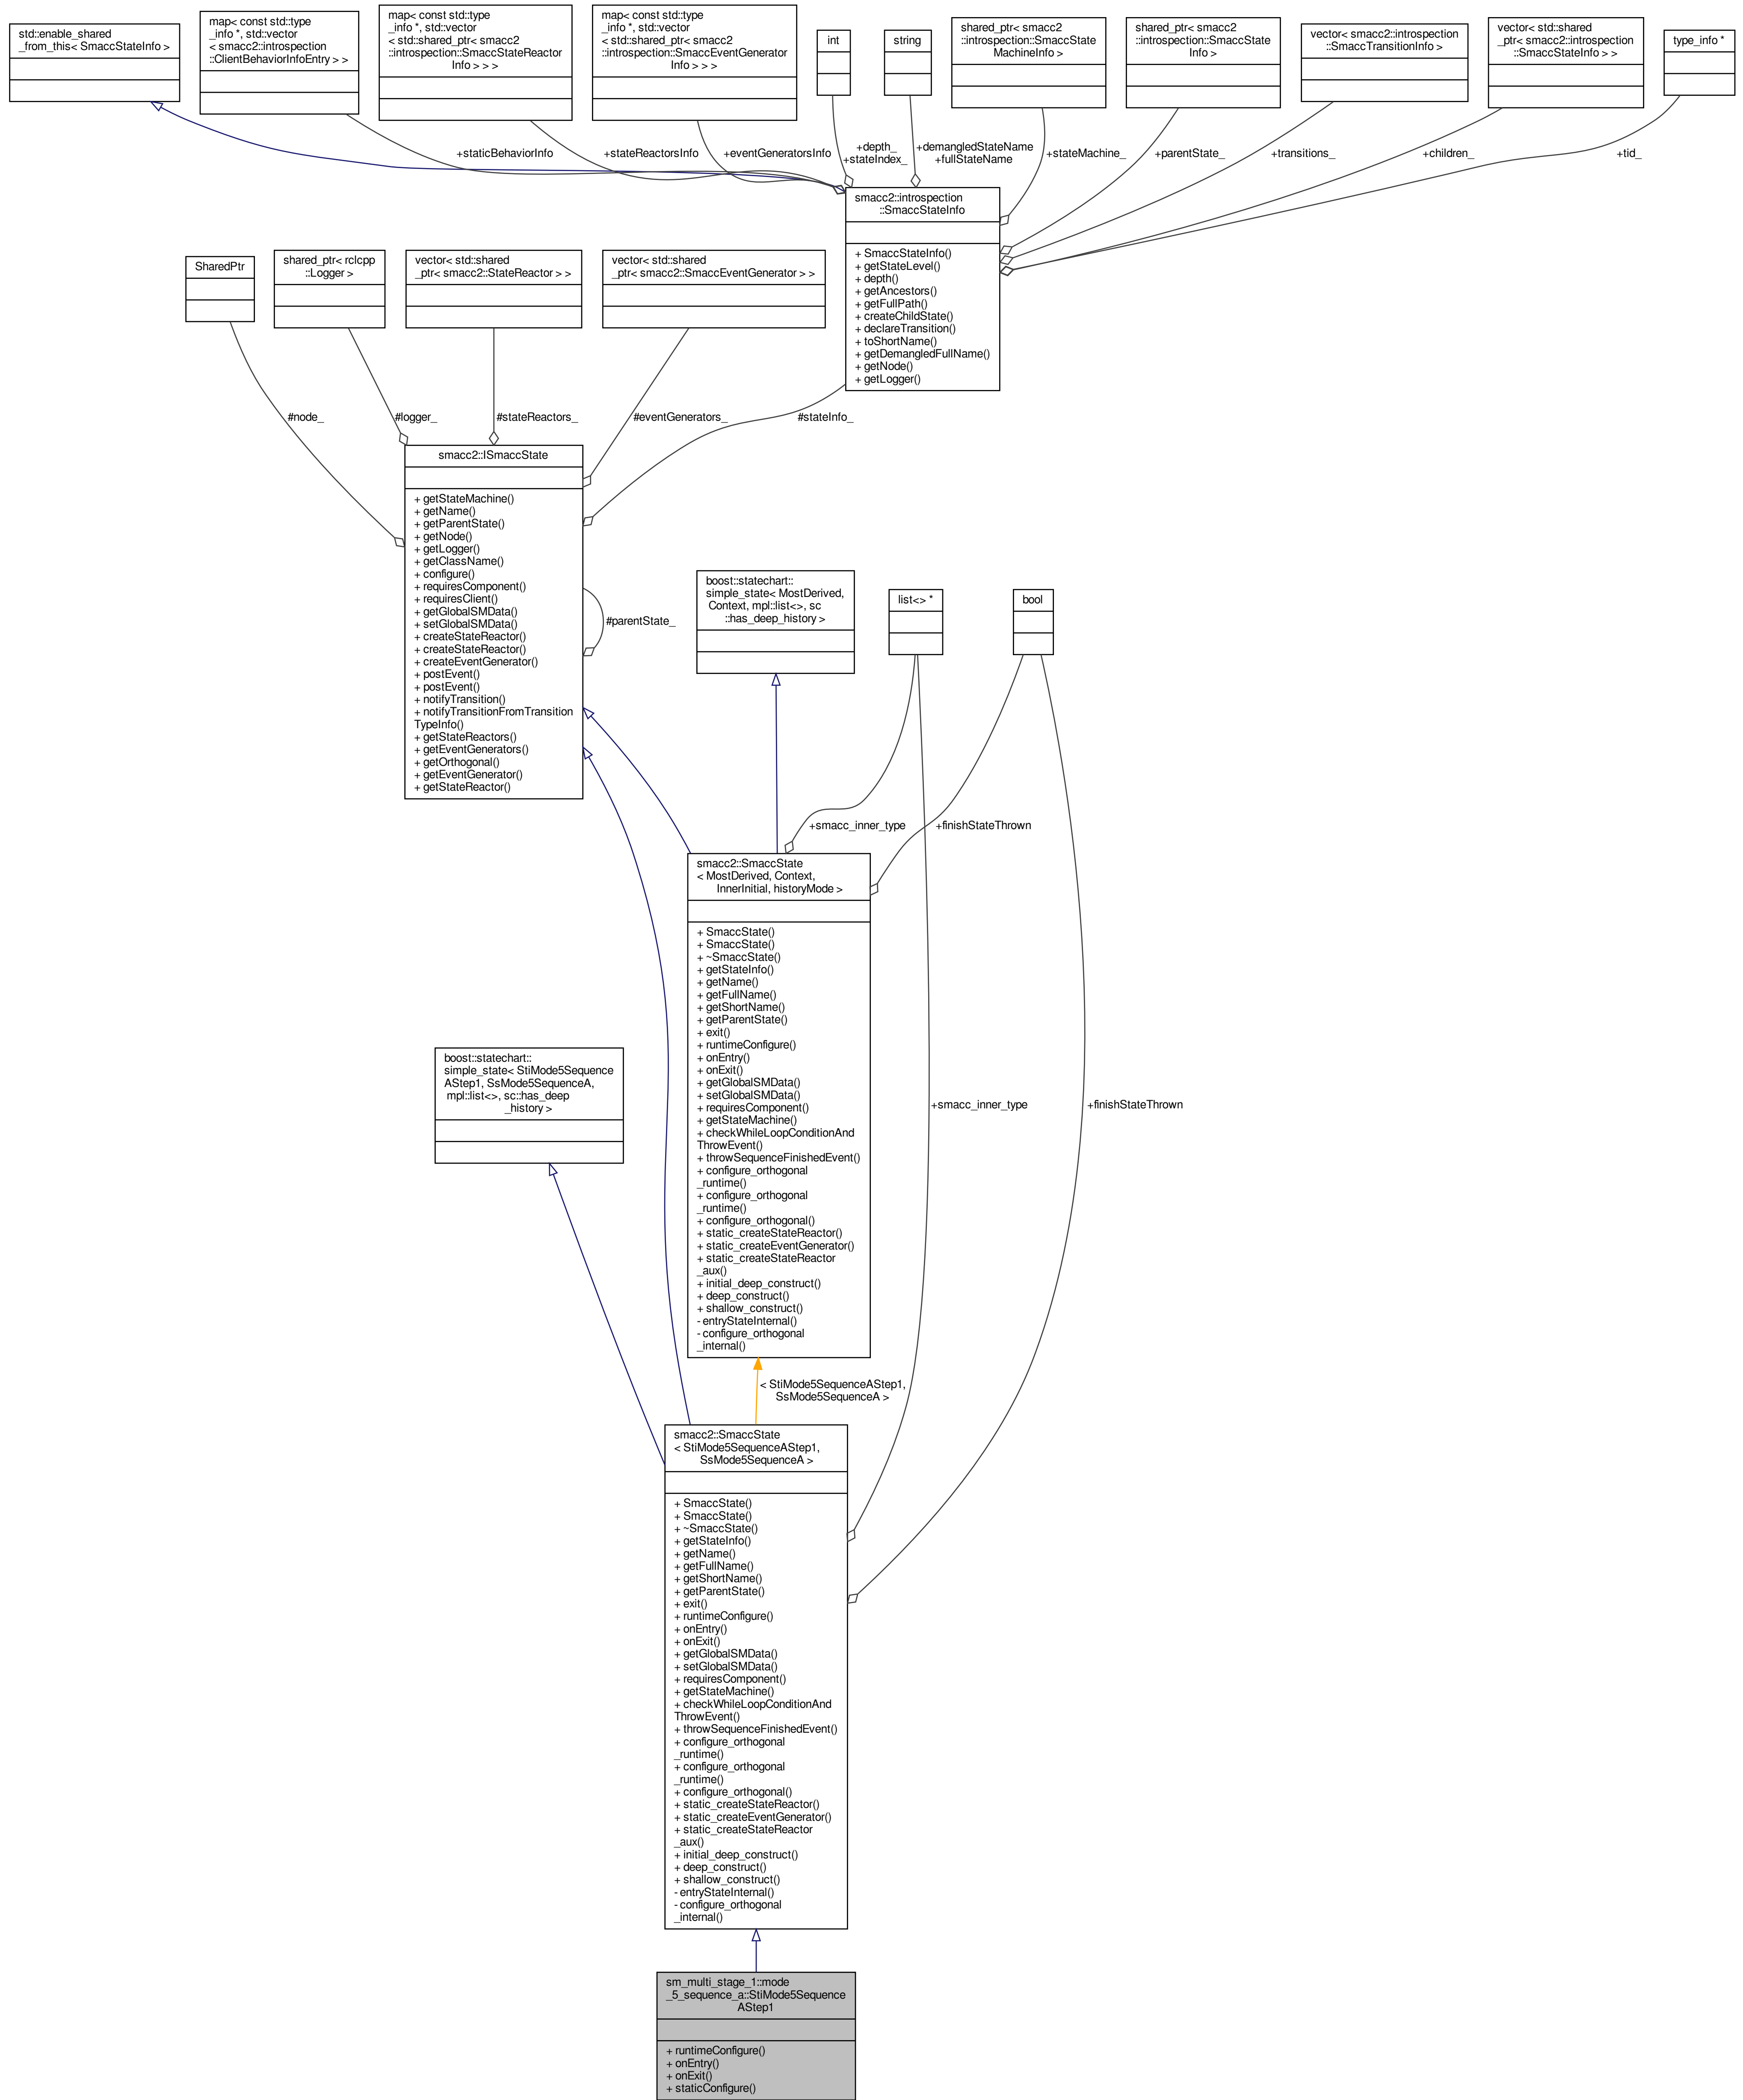 std::enable_shared
_from_this< SmaccStateInfo >
map< const std::type
_info *, std::vector
< smacc2::introspection
::ClientBehaviorInfoEntry > >
map< const std::type
_info *, std::vector
< std::shared_ptr< smacc2
::introspection::SmaccStateReactor
Info > > >
map< const std::type
_info *, std::vector
< std::shared_ptr< smacc2
::introspection::SmaccEventGenerator
Info > > >
int
string
shared_ptr< smacc2
::introspection::SmaccState
MachineInfo >
shared_ptr< smacc2
::introspection::SmaccState
Info >
vector< smacc2::introspection
::SmaccTransitionInfo >
vector< std::shared
_ptr< smacc2::introspection
::SmaccStateInfo > >
type_info *
+staticBehaviorInfo
+stateReactorsInfo
+eventGeneratorsInfo
+depth_
+stateIndex_
+demangledStateName
+fullStateName
+stateMachine_
+parentState_
+transitions_
+children_
+tid_
smacc2::introspection
::SmaccStateInfo
+ SmaccStateInfo()
+ getStateLevel()
+ depth()
+ getAncestors()
+ getFullPath()
+ createChildState()
+ declareTransition()
+ toShortName()
+ getDemangledFullName()
+ getNode()
+ getLogger()
SharedPtr
shared_ptr< rclcpp
::Logger >
vector< std::shared
_ptr< smacc2::StateReactor > >
vector< std::shared
_ptr< smacc2::SmaccEventGenerator > >
#node_
#logger_
#stateReactors_
#eventGenerators_
#stateInfo_
smacc2::ISmaccState
+ getStateMachine()
+ getName()
+ getParentState()
+ getNode()
+ getLogger()
+ getClassName()
+ configure()
+ requiresComponent()
+ requiresClient()
+ getGlobalSMData()
+ setGlobalSMData()
+ createStateReactor()
+ createStateReactor()
+ createEventGenerator()
+ postEvent()
+ postEvent()
+ notifyTransition()
+ notifyTransitionFromTransition
TypeInfo()
+ getStateReactors()
+ getEventGenerators()
+ getOrthogonal()
+ getEventGenerator()
+ getStateReactor()
#parentState_
boost::statechart::
simple_state< MostDerived,
Context, mpl::list<>, sc
::has_deep_history >
list<> *
bool
+smacc_inner_type
+finishStateThrown
smacc2::SmaccState
< MostDerived, Context,
InnerInitial, historyMode >
+ SmaccState()
+ SmaccState()
+ ~SmaccState()
+ getStateInfo()
+ getName()
+ getFullName()
+ getShortName()
+ getParentState()
+ exit()
+ runtimeConfigure()
+ onEntry()
+ onExit()
+ getGlobalSMData()
+ setGlobalSMData()
+ requiresComponent()
+ getStateMachine()
+ checkWhileLoopConditionAnd
ThrowEvent()
+ throwSequenceFinishedEvent()
+ configure_orthogonal
_runtime()
+ configure_orthogonal
_runtime()
+ configure_orthogonal()
+ static_createStateReactor()
+ static_createEventGenerator()
+ static_createStateReactor
_aux()
+ initial_deep_construct()
+ deep_construct()
+ shallow_construct()
- entryStateInternal()
- configure_orthogonal
_internal()
boost::statechart::
simple_state< StiMode5Sequence
AStep1, SsMode5SequenceA,
mpl::list<>, sc::has_deep
_history >
+smacc_inner_type
+finishStateThrown
< StiMode5SequenceAStep1,
SsMode5SequenceA >
smacc2::SmaccState
< StiMode5SequenceAStep1,
SsMode5SequenceA >
+ SmaccState()
+ SmaccState()
+ ~SmaccState()
+ getStateInfo()
+ getName()
+ getFullName()
+ getShortName()
+ getParentState()
+ exit()
+ runtimeConfigure()
+ onEntry()
+ onExit()
+ getGlobalSMData()
+ setGlobalSMData()
+ requiresComponent()
+ getStateMachine()
+ checkWhileLoopConditionAnd
ThrowEvent()
+ throwSequenceFinishedEvent()
+ configure_orthogonal
_runtime()
+ configure_orthogonal
_runtime()
+ configure_orthogonal()
+ static_createStateReactor()
+ static_createEventGenerator()
+ static_createStateReactor
_aux()
+ initial_deep_construct()
+ deep_construct()
+ shallow_construct()
- entryStateInternal()
- configure_orthogonal
_internal()
sm_multi_stage_1::mode
_5_sequence_a::StiMode5Sequence
AStep1
+ runtimeConfigure()
+ onEntry()
+ onExit()
+ staticConfigure()